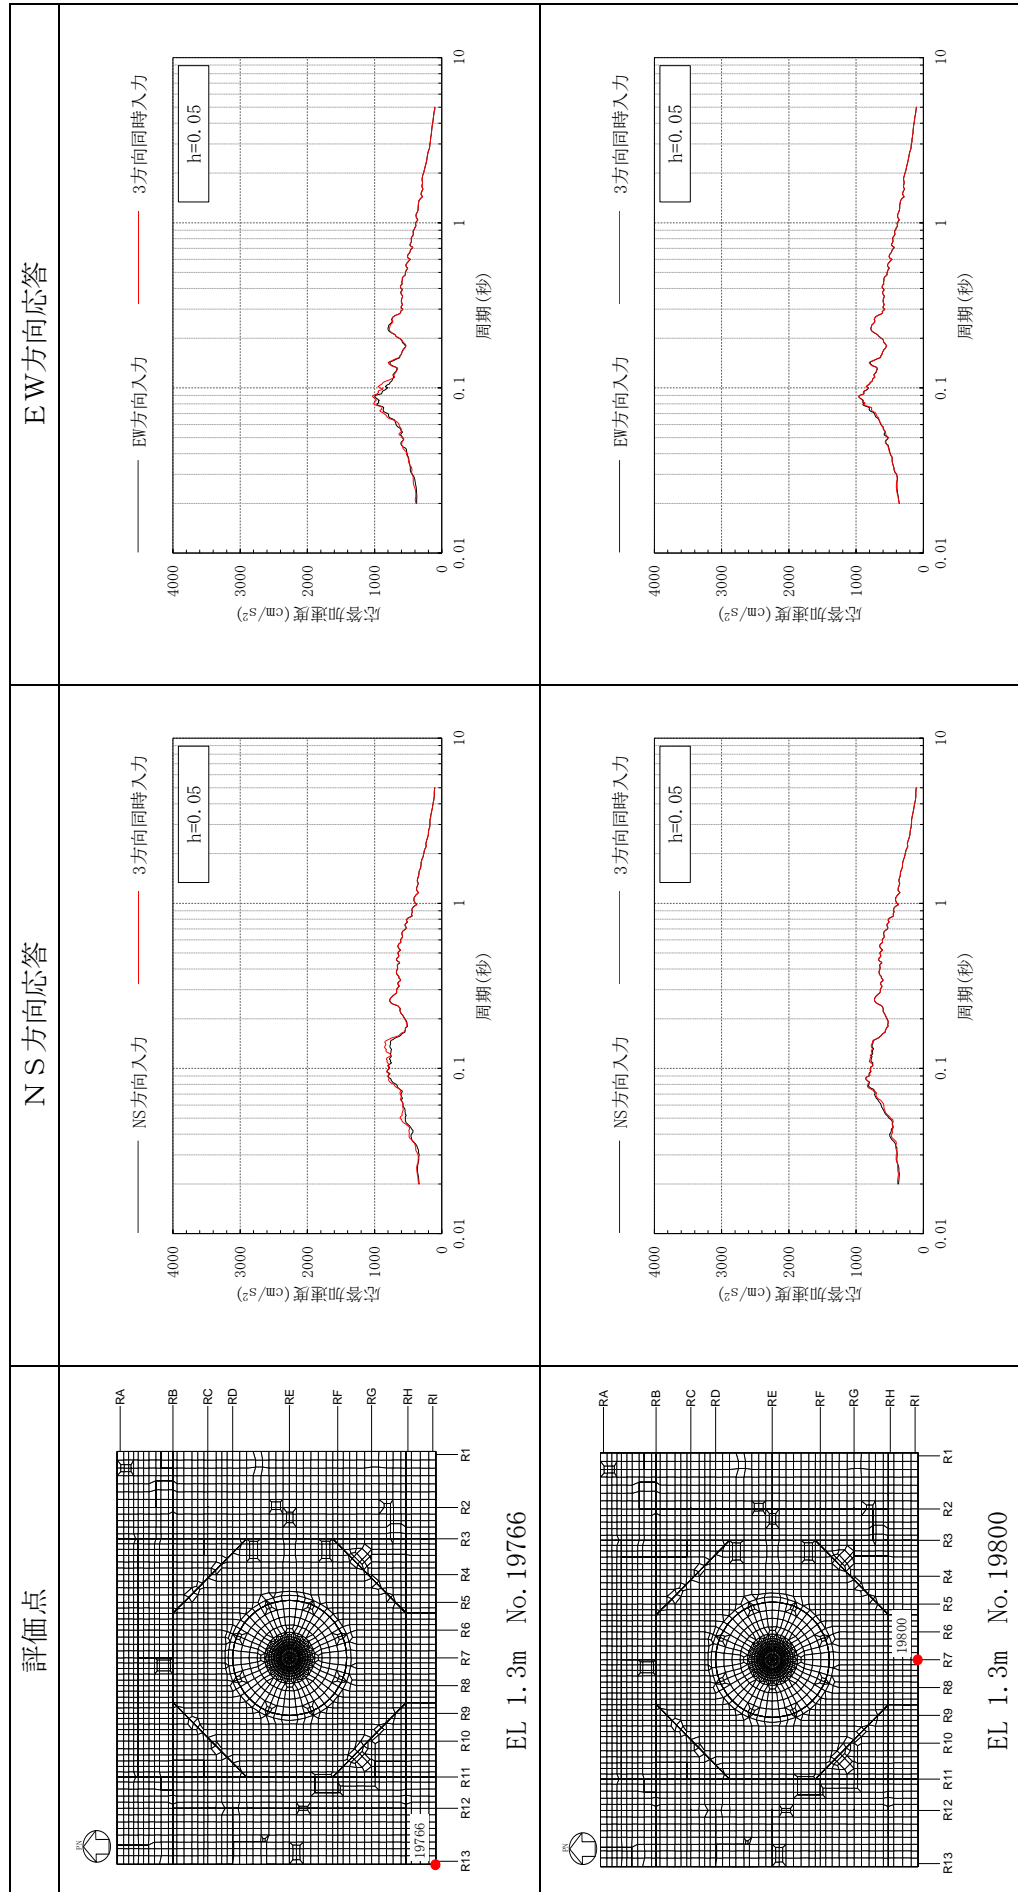 評価点
NS方向応答
EW方向応答
PN
RA
RB
RC
RD
RE
RF
RG
RH
RI
R13
R12
R11
R10
R9
R8
R7
R6
R5
R4
R3
R2
R1
19766
EL 1.3m No.19766
NS方向入力
3方向同時入力
h=0.05
応答加速度(cm/s²)
4000
3000
2000
1000
0
0.01
0.1
1
10
周期(秒)
EW方向入力
3方向同時入力
h=0.05
応答加速度(cm/s²)
4000
3000
2000
1000
0
0.01
0.1
1
10
周期(秒)
PN
RA
RB
RC
RD
RE
RF
RG
RH
RI
R13
R12
R11
R10
R9
R8
R7
R6
R5
R4
R3
R2
R1
19800
EL 1.3m No.19800
NS方向入力
3方向同時入力
h=0.05
応答加速度(cm/s²)
4000
3000
2000
1000
0
0.01
0.1
1
10
周期(秒)
EW方向入力
3方向同時入力
h=0.05
応答加速度(cm/s²)
4000
3000
2000
1000
0
0.01
0.1
1
10
周期(秒)